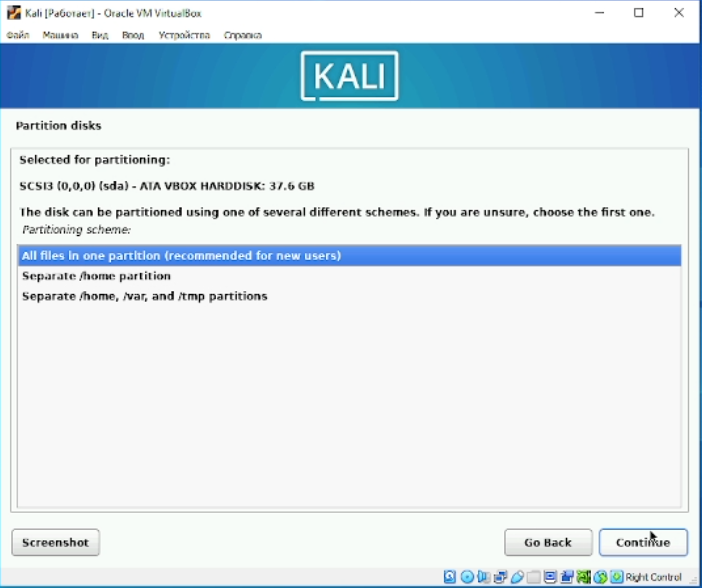 Kali [Работает] - Oracle VM VirtualBox
Файл Машина Вид Ввод Устройства Справка
KALI
Partition disks
Selected for partitioning:
SCSI3 (0,0,0) (sda) - ATA VBOX HARDDISK: 37.6 GB
The disk can be partitioned using one of several different schemes. If you are unsure, choose the first one.
Partitioning scheme:
All files in one partition (recommended for new users)
Separate /home partition
Separate /home, /var, and /tmp partitions
Screenshot Go Back Continue
Right Control